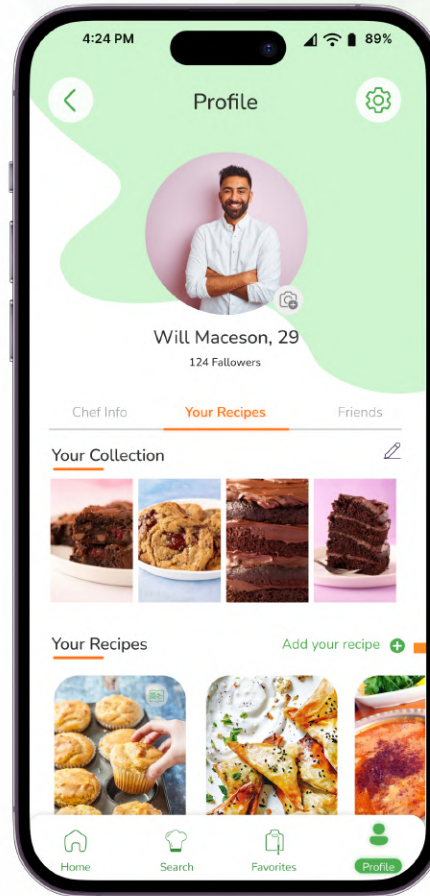 4:24 PM 89%
Profile
Will Maceson, 29
124 Fallowers
Chef Info Your Recipes Friends
Your Collection
Your Recipes Add your recipe
Home Search Favorites Profile